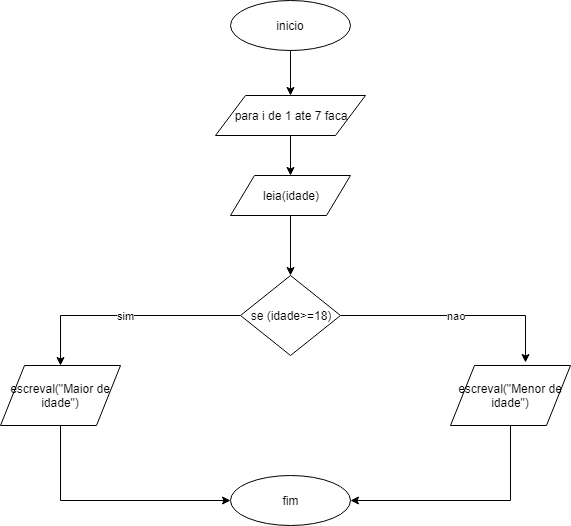 inicio
para i de 1 ate 7 faca
leia(idade)
se (idade>=18)
sim
nao
escreval("Maior de
idade")
escreval("Menor de
idade")
fim